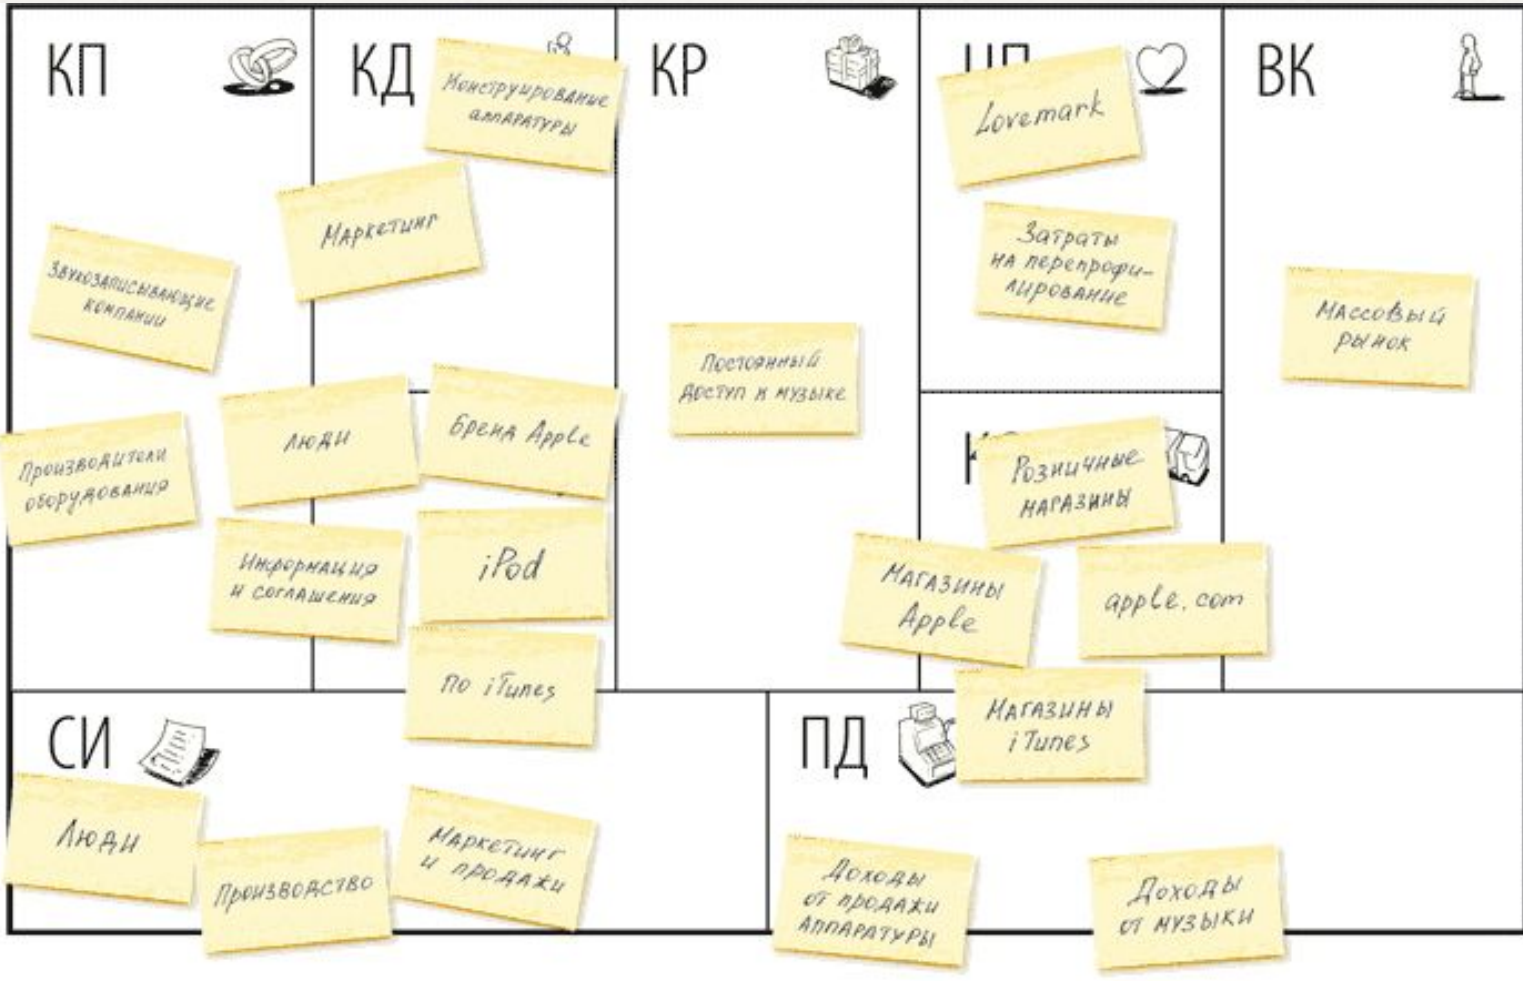 КП
КД
КР
ВК
Конструирование
аппаратуры
Маркетинг
Звукозаписывающие
компании
Производители
оборудования
Люди
Бренд Apple
Информация
и соглашения
iPod
ПО iTunes
Постоянный
доступ к музыке
Lovemark
Затраты
на перепрофи-
лирование
Массовый
рынок
Розничные
магазины
Магазины
Apple
apple.com
Магазины
iTunes
СИ
Люди
Производство
Маркетинг
и продажи
ПД
Доходы
от продажи
аппаратуры
Доходы
от музыки